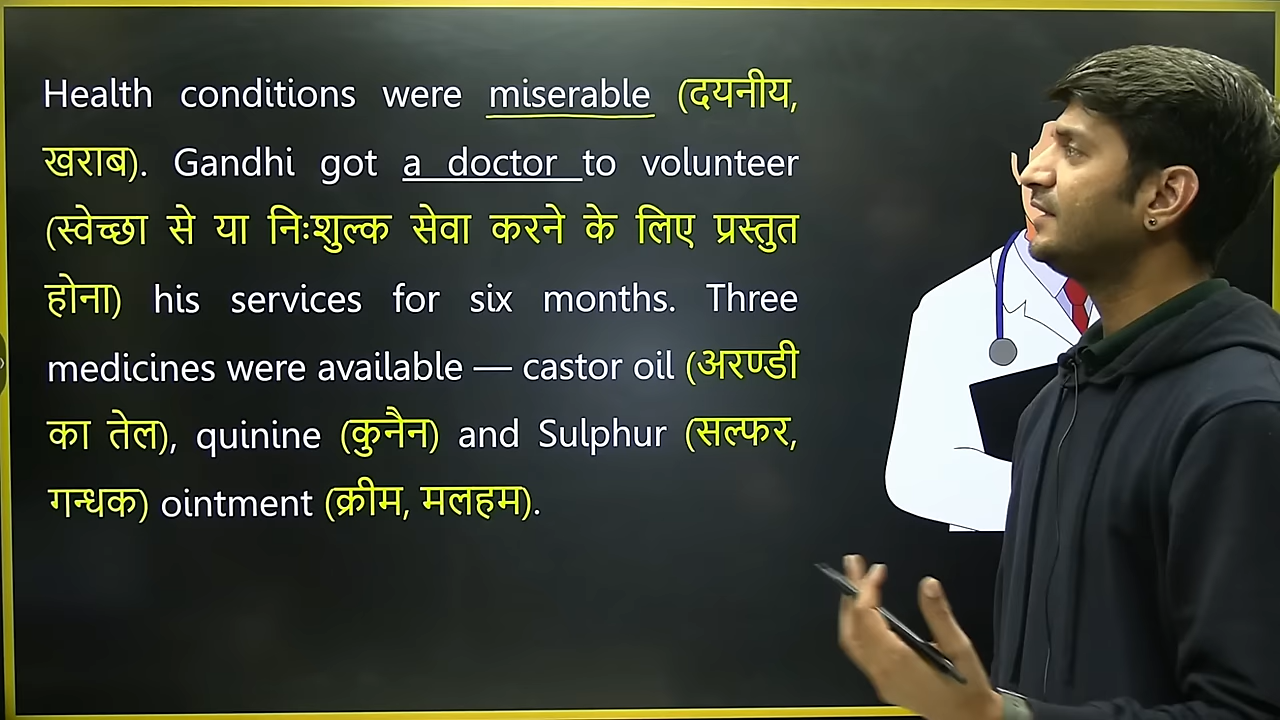 Health conditions were miserable (दयनीय,
खराब). Gandhi got a doctor to volunteer
(स्वेच्छा से या निःशुल्क सेवा करने के लिए प्रस्तुत
होना) his services for six months. Three
medicines were available — castor oil (अरण्डी
का तेल), quinine (कुनैन) and Sulphur (सल्फर,
गन्धक) ointment (क्रीम, मलहम).